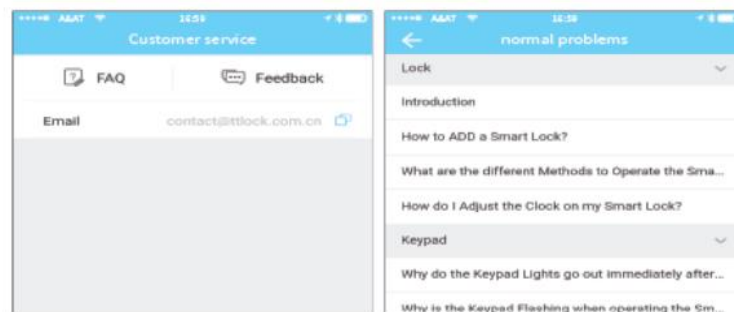 A&AT 16:59
Customer service
FAQ Feedback
Email contact@ttlock.com.cn
A&AT 16:59
normal problems
Lock
Introduction
How to ADD a Smart Lock?
What are the different Methods to Operate the Sma...
How do I Adjust the Clock on my Smart Lock?
Keypad
Why do the Keypad Lights go out immediately after...
Why is the Keypad Flashing when operating the Sm...